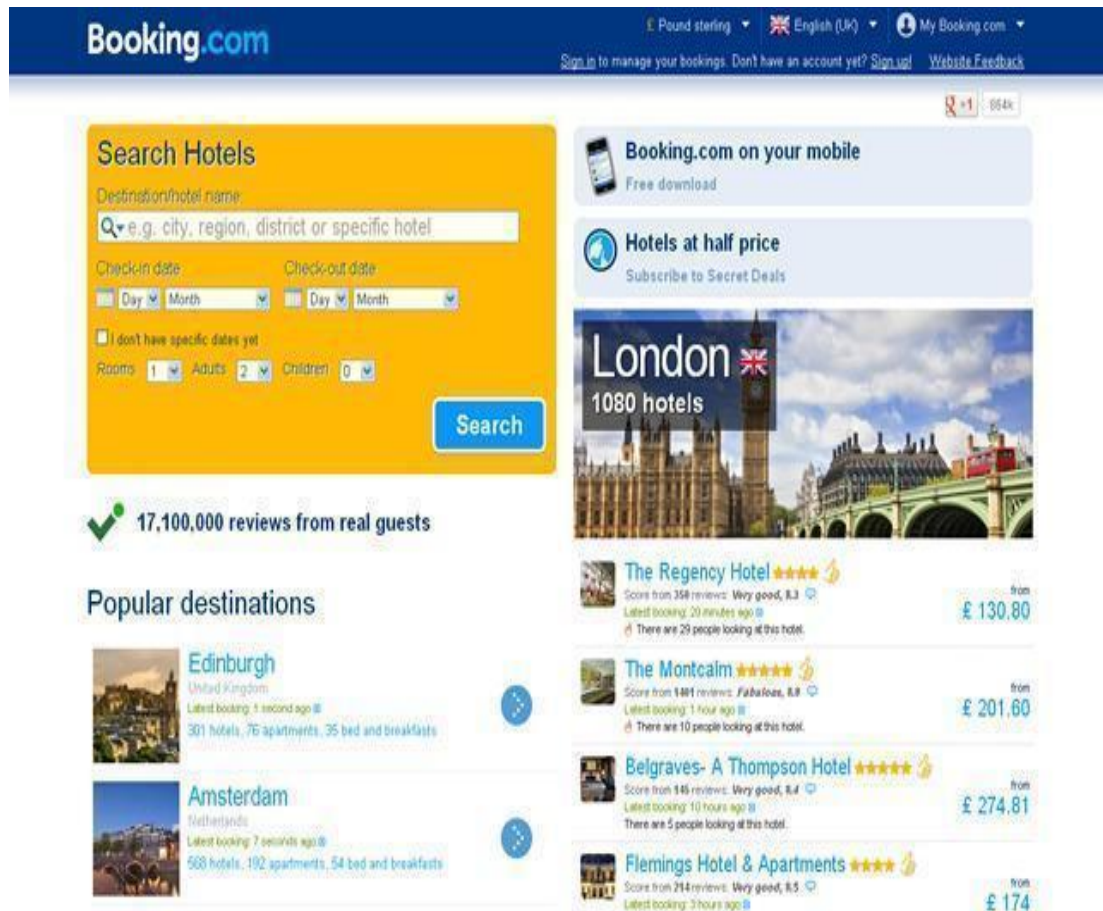 Booking.com
£ Pound sterling English (UK) My Booking.com
Sign in to manage your bookings. Don't have an account yet? Sign up! Website Feedback
+1 864k
Search Hotels
Destination/hotel name:
e.g. city, region, district or specific hotel
Check-in date Check-out date
Day Month Day Month
I don't have specific dates yet
Rooms 1 Adults 2 Children 0
Search
17,100,000 reviews from real guests
Popular destinations
Edinburgh
United Kingdom
Latest booking: 1 second ago
301 hotels, 76 apartments, 35 bed and breakfasts
Amsterdam
Netherlands
Latest booking: 7 seconds ago
568 hotels, 192 apartments, 54 bed and breakfasts
Booking.com on your mobile
Free download
Hotels at half price
Subscribe to Secret Deals
London
1080 hotels
The Regency Hotel
Score from 358 reviews: Very good, 8.3
Latest booking: 20 minutes ago
There are 29 people looking at this hotel.
from
£ 130.80
The Montcalm
Score from 1401 reviews: Fabulous, 8.8
Latest booking: 1 hour ago
There are 10 people looking at this hotel.
from
£ 201.60
Belgraves- A Thompson Hotel
Score from 145 reviews: Very good, 8.4
Latest booking: 10 hours ago
There are 5 people looking at this hotel.
from
£ 274.81
Flemings Hotel & Apartments
Score from 214 reviews: Very good, 8.5
Latest booking: 3 hours ago
from
£ 174